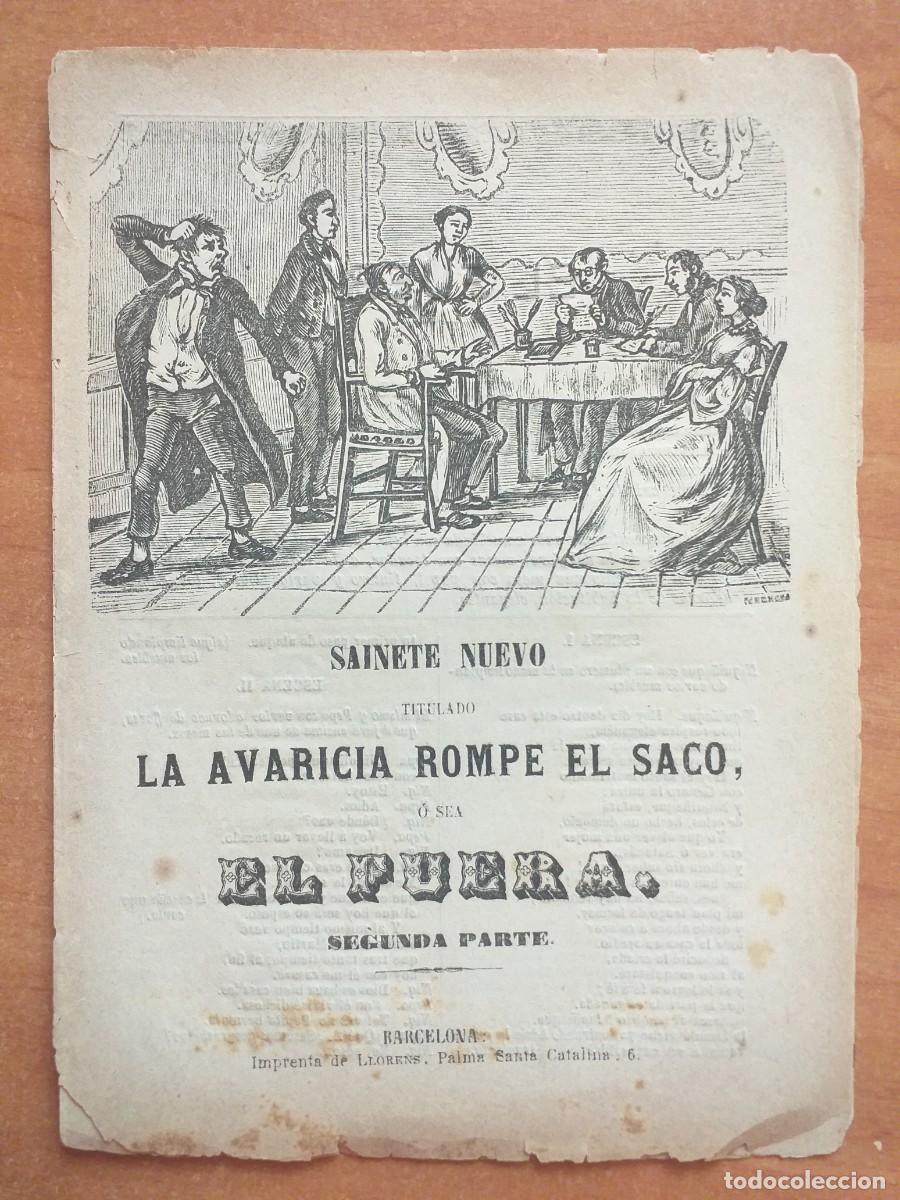 SAINETE NUEVO
TITULADO
LA AVARICIA ROMPE EL SACO,
Ó SEA
EL FUERA.
SEGUNDA PARTE.
BARCELONA:
Imprenta de LLORENS, Palma Santa Catalina, 6.
todocoleccion